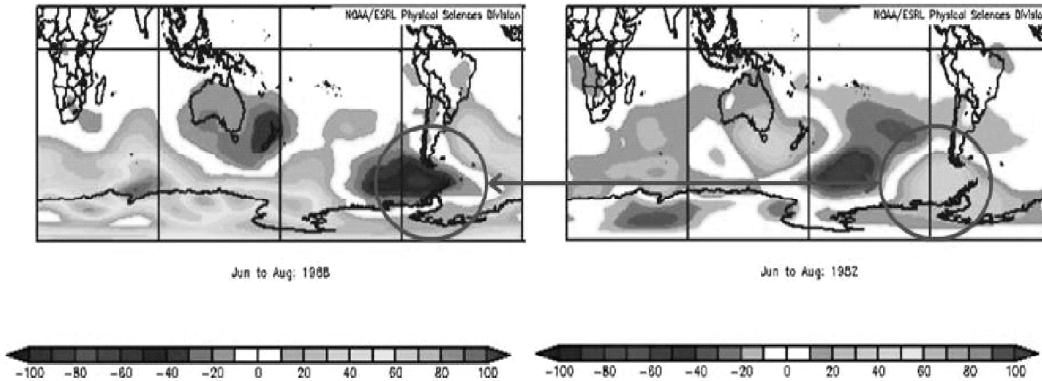 NOAA/ESRL Physical Sciences Division
NOAA/ESRL Physical Sciences Division
Jun to Aug: 1968
Jun to Aug: 1982
-100 -80 -60 -40 -20 0 20 40 60 80 100
-100 -80 -60 -40 -20 0 20 40 60 80 100